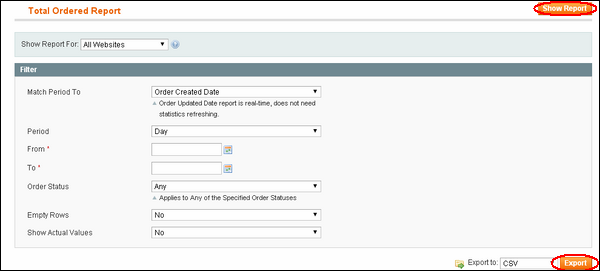 Total Ordered Report
Show Report
Show Report For: All Websites
Filter
Match Period To Order Created Date
Order Updated Date report is real-time, does not need
statistics refreshing.
Period Day
From *
To *
Order Status Any
Applies to Any of the Specified Order Statuses
Empty Rows No
Show Actual Values No
Export to: CSV Export